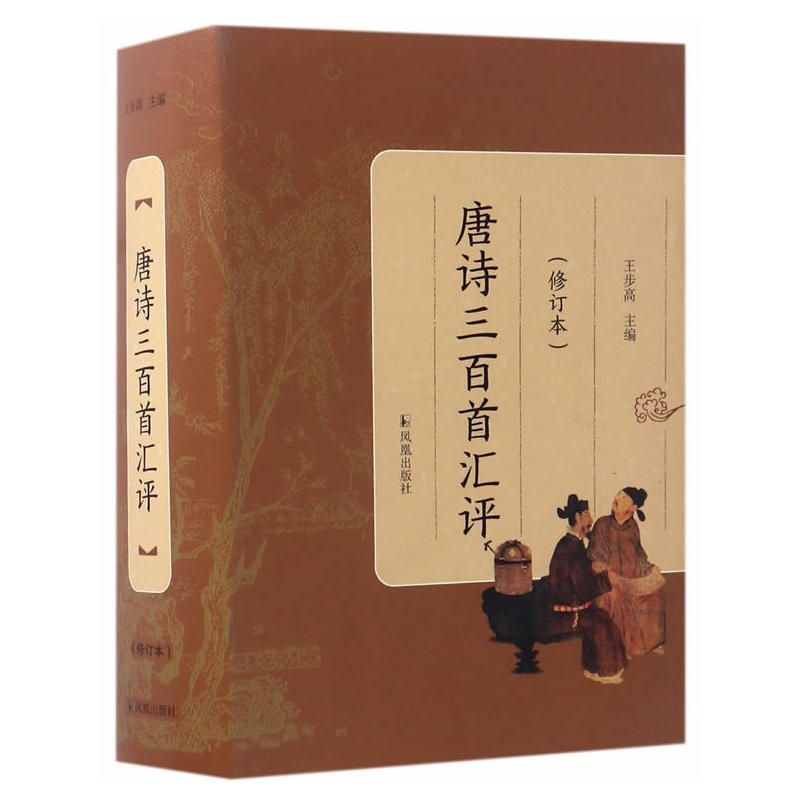 王步高 主编
唐诗三百首汇评
(修订本)
凤凰出版社
唐诗三百首汇评
(修订本)
王步高 主编
凤凰出版社